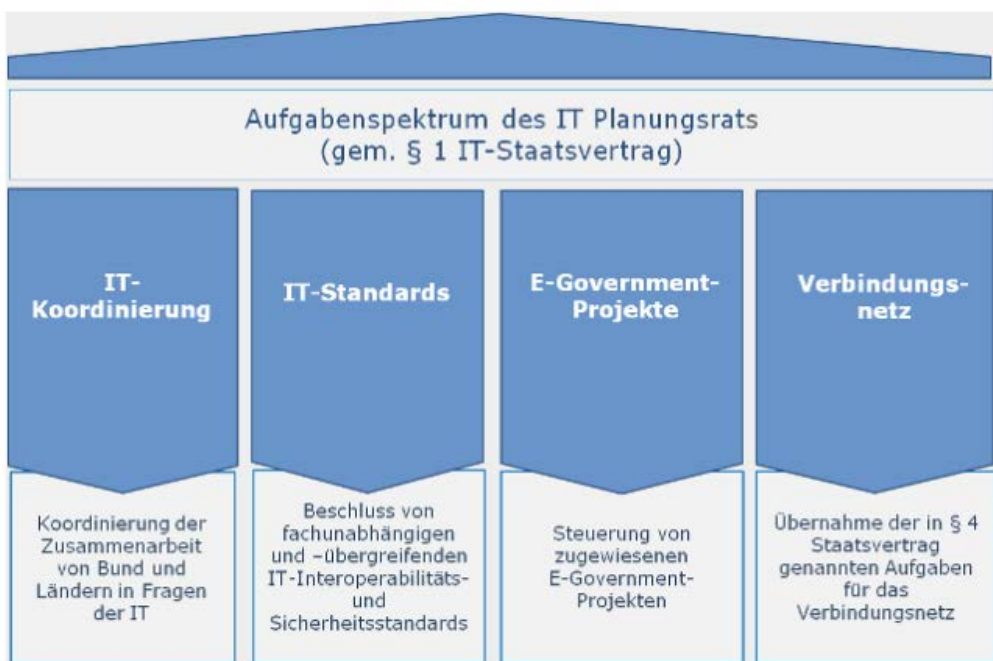 Aufgabenspektrum des IT Planungsrats
(gem. § 1 IT-Staatsvertrag)
IT-
Koordinierung
IT-Standards
E-Government-
Projekte
Verbindungs-
netz
Koordinierung der
Zusammenarbeit
von Bund und
Ländern in Fragen
der IT
Beschluss von
fachunabhängigen
und –übergreifenden
IT-Interoperabilitäts-
und
Sicherheitsstandards
Steuerung von
zugewiesenen
E-Government-
Projekten
Übernahme der in § 4
Staatsvertrag
genannten Aufgaben
für das
Verbindungsnetz